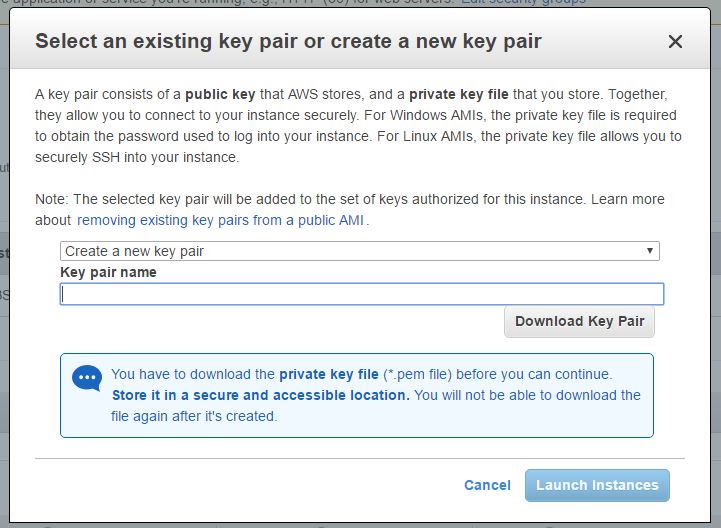 e application or service you're running, e.g., HTTP (80) for web servers. Edit security groups
Select an existing key pair or create a new key pair
A key pair consists of a public key that AWS stores, and a private key file that you store. Together,
they allow you to connect to your instance securely. For Windows AMIs, the private key file is required
to obtain the password used to log into your instance. For Linux AMIs, the private key file allows you to
securely SSH into your instance.
Note: The selected key pair will be added to the set of keys authorized for this instance. Learn more
about removing existing key pairs from a public AMI.
Create a new key pair
Key pair name
Download Key Pair
You have to download the private key file (*.pem file) before you can continue.
Store it in a secure and accessible location. You will not be able to download the
file again after it's created.
Cancel
Launch Instances